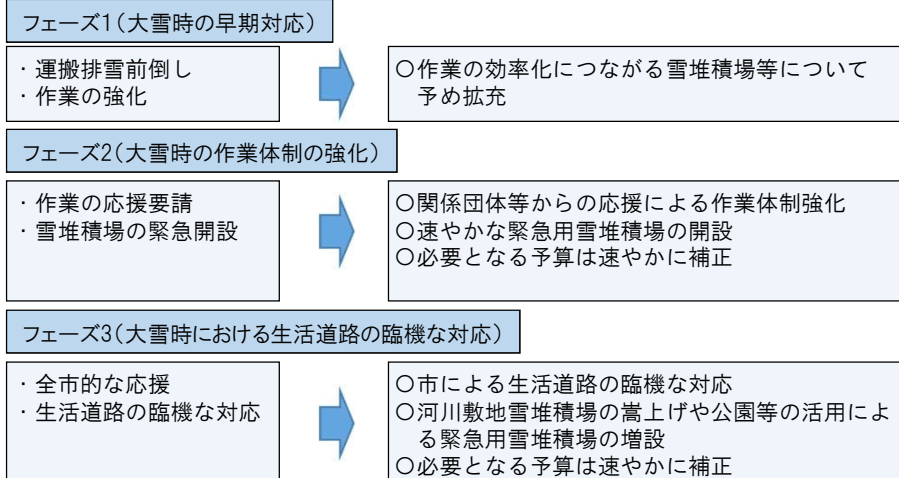 フェーズ1(大雪時の早期対応)
・運搬排雪前倒し
・作業の強化
〇作業の効率化につながる雪堆積場等について
予め拡充
フェーズ2(大雪時の作業体制の強化)
・作業の応援要請
・雪堆積場の緊急開設
〇関係団体等からの応援による作業体制強化
〇速やかな緊急用雪堆積場の開設
〇必要となる予算は速やかに補正
フェーズ3(大雪時における生活道路の臨機な対応)
・全市的な応援
・生活道路の臨機な対応
〇市による生活道路の臨機な対応
〇河川敷地雪堆積場の嵩上げや公園等の活用によ
る緊急用雪堆積場の増設
〇必要となる予算は速やかに補正